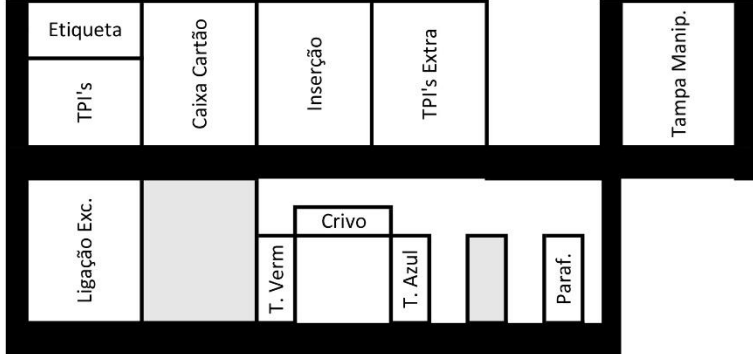 Etiqueta
TPI's
Caixa Cartão
Inserção
TPI's Extra
Tampa Manip.
Ligação Exc.
Crivo
T. Verm
T. Azul
Paraf.